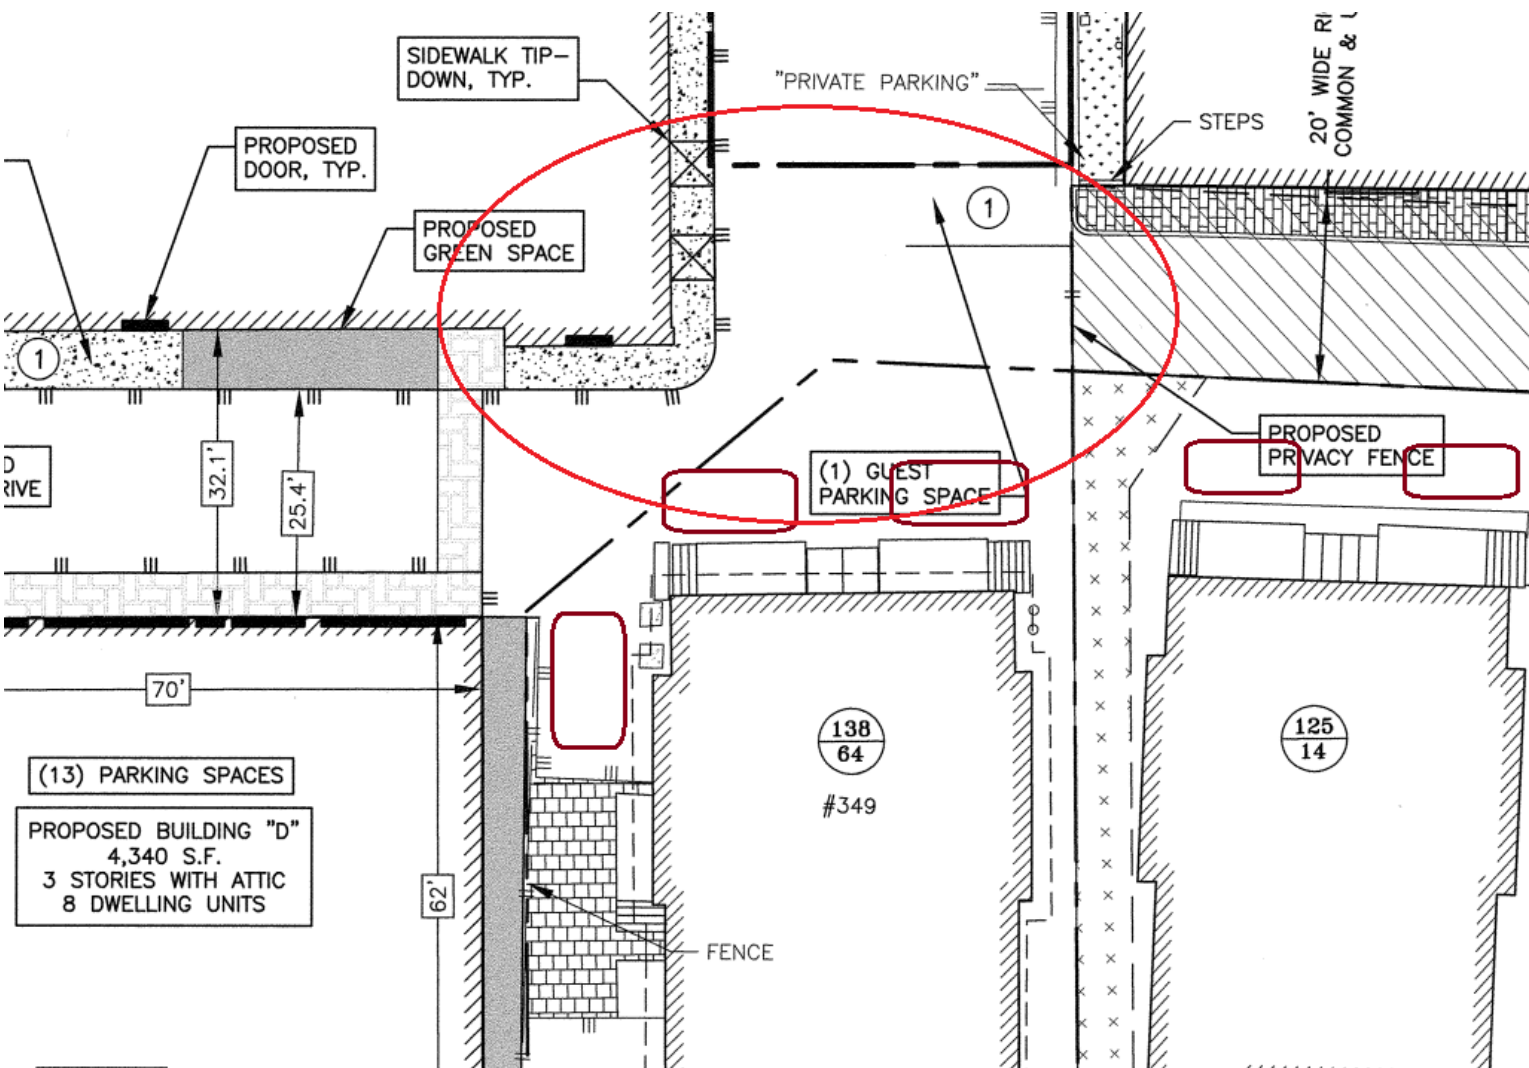 SIDEWALK TIP-
DOWN, TYP.
"PRIVATE PARKING"
STEPS
20' WIDE
COMMON &
PROPOSED
DOOR, TYP.
PROPOSED
GREEN SPACE
1
1
32.1'
25.4'
(1) GUEST
PARKING SPACE
PROPOSED
PRIVACY FENCE
70'
62'
(13) PARKING SPACES
PROPOSED BUILDING "D"
4,340 S.F.
3 STORIES WITH ATTIC
8 DWELLING UNITS
138
64
#349
125
14
FENCE